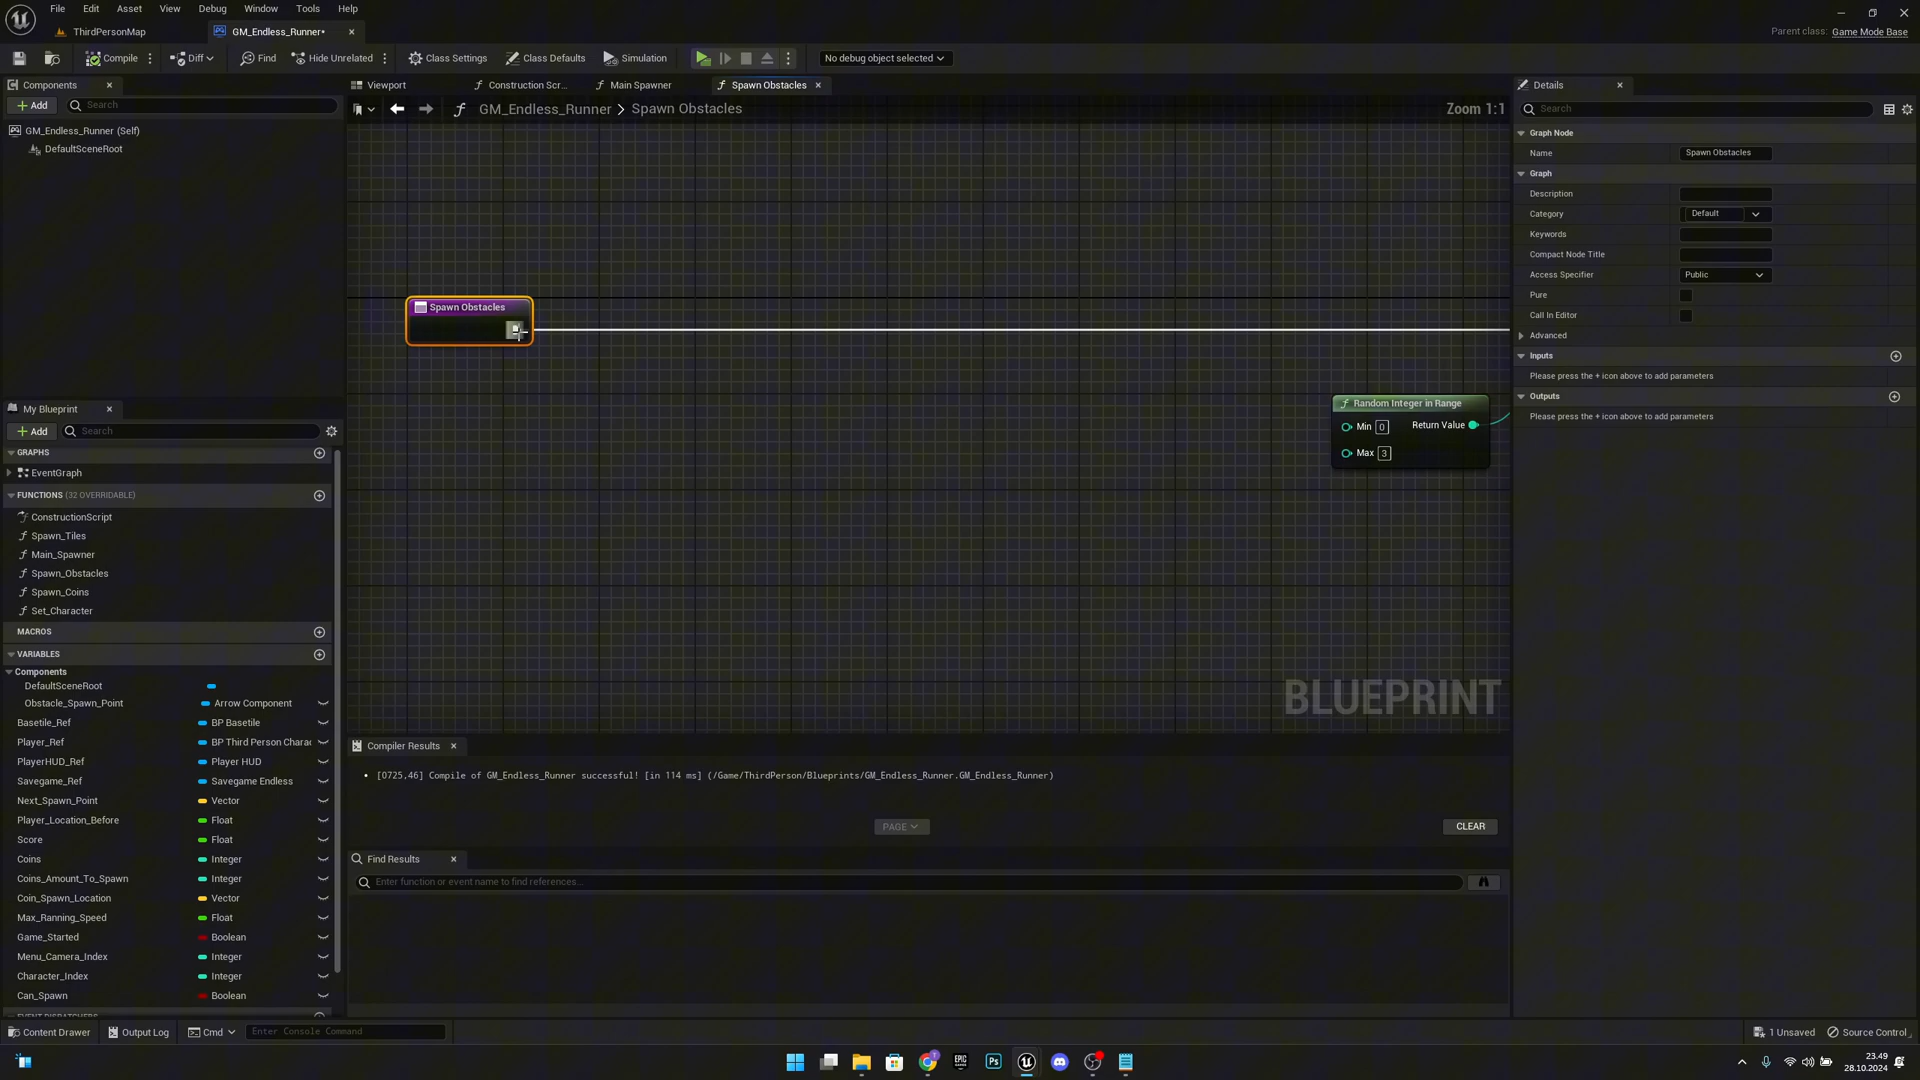 File Edit Asset View Debug Window Tools Help
ThirdPersonMap GM_Endless_Runner•
Parent class: Game Mode Base
Compile Diff Find Hide Unrelated Class Settings Class Defaults Simulation No debug object selected
Components
Add Search
GM_Endless_Runner (Self)
DefaultSceneRoot
Viewport Construction Scr... Main Spawner Spawn Obstacles
GM_Endless_Runner > Spawn Obstacles Zoom 1:1
Spawn Obstacles
Random Integer in Range
Min 0 Return Value
Max 3
BLUEPRINT
Details
Search
Graph Node
Name Spawn Obstacles
Graph
Description
Category Default
Keywords
Compact Node Title
Access Specifier Public
Pure
Call In Editor
Advanced
Inputs
Please press the + icon above to add parameters
Outputs
Please press the + icon above to add parameters
My Blueprint
Add Search
GRAPHS
EventGraph
FUNCTIONS (32 OVERRIDABLE)
ConstructionScript
Spawn_Tiles
Main_Spawner
Spawn_Obstacles
Spawn_Coins
Set_Character
MACROS
VARIABLES
Components
DefaultSceneRoot
Obstacle_Spawn_Point Arrow Component
Basetile_Ref BP Basetile
Player_Ref BP Third Person Charac
PlayerHUD_Ref Player HUD
Savegame_Ref Savegame Endless
Next_Spawn_Point Vector
Player_Location_Before Float
Score Float
Coins Integer
Coins_Amount_To_Spawn Integer
Coin_Spawn_Location Vector
Max_Ranning_Speed Float
Game_Started Boolean
Menu_Camera_Index Integer
Character_Index Integer
Can_Spawn Boolean
EVENT DISPATCHERS
Compiler Results
[0725,46] Compile of GM_Endless_Runner successful! [in 114 ms] (/Game/ThirdPerson/Blueprints/GM_Endless_Runner.GM_Endless_Runner)
PAGE CLEAR
Find Results
Enter function or event name to find references...
Content Drawer Output Log Cmd Enter Console Command 1 Unsaved Source Control
23.49
28.10.2024